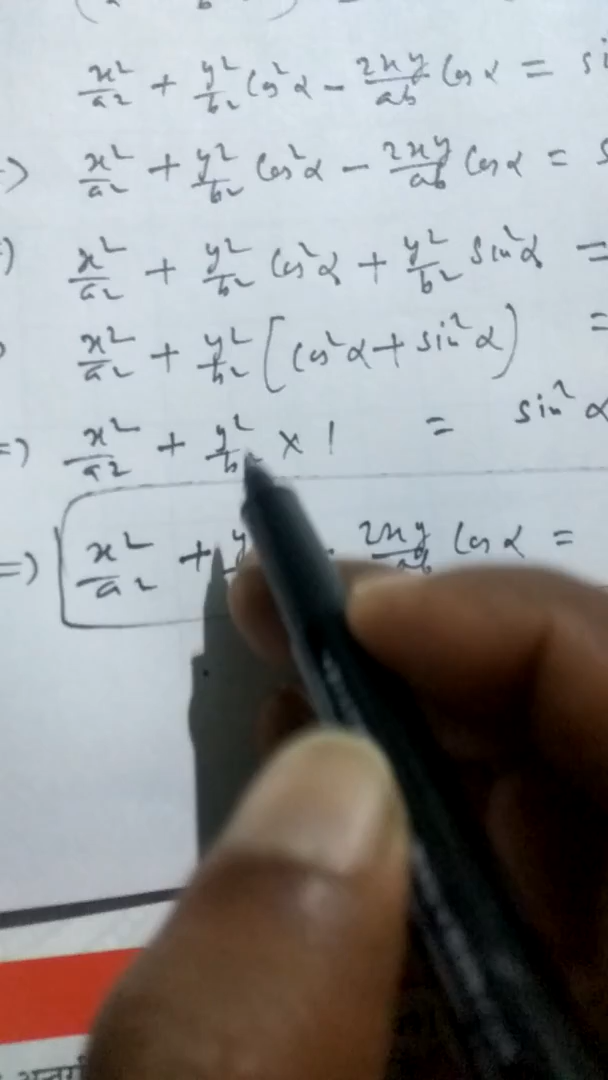 x²/a² + y²/b² cos²α - 2xy/ab cosα =
=> x²/a² + y²/b² cos²α - 2xy/ab cosα =
=> x²/a² + y²/b² cos²α + y²/b² sin²α =
x²/a² + y²/b² [cos²α + sin²α) =
=> x²/a² + y²/b² × 1 = sin²α
=> x²/a² + y - 2xy/ab cosα =